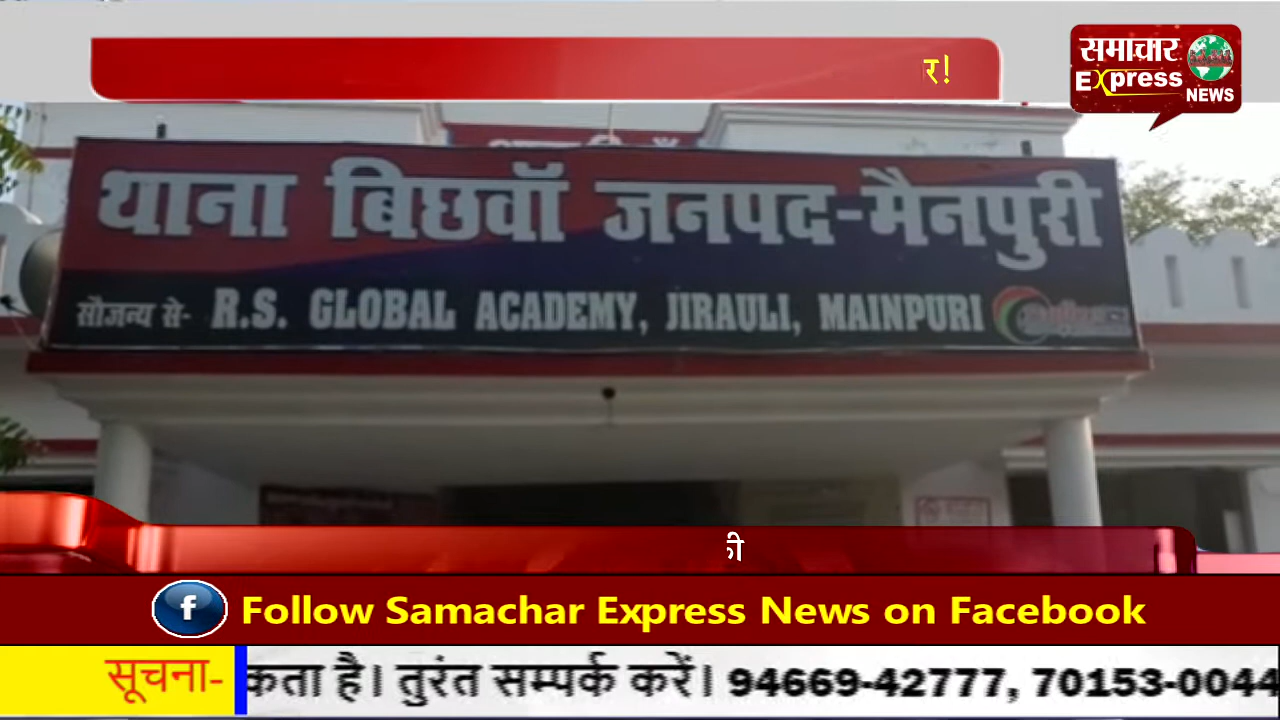 र!
समाचार
Express
NEWS
थाना बिछवॉ जनपद-मैनपुरी
सौजन्य से- R.S. GLOBAL ACADEMY, JIRAULI, MAINPURI
की
f Follow Samachar Express News on Facebook
सूचना- कता है। तुरंत सम्पर्क करें। 94669-42777, 70153-0044